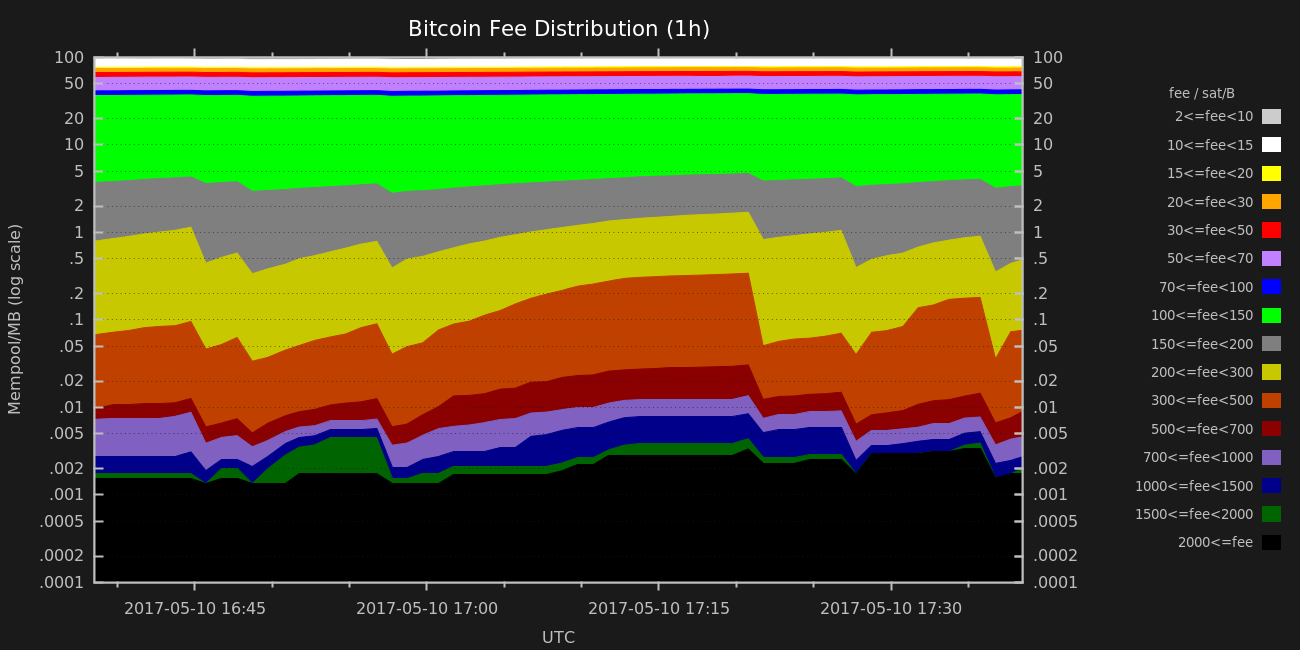 Bitcoin Fee Distribution (1h)
Mempool/MB (log scale)
100
50
20
10
5
2
1
.5
.2
.1
.05
.02
.01
.005
.002
.001
.0005
.0002
.0001
100
50
20
10
5
2
1
.5
.2
.1
.05
.02
.01
.005
.002
.001
.0005
.0002
.0001
2017-05-10 16:45
2017-05-10 17:00
2017-05-10 17:15
2017-05-10 17:30
UTC
fee / sat/B
2<=fee<10
10<=fee<15
15<=fee<20
20<=fee<30
30<=fee<50
50<=fee<70
70<=fee<100
100<=fee<150
150<=fee<200
200<=fee<300
300<=fee<500
500<=fee<700
700<=fee<1000
1000<=fee<1500
1500<=fee<2000
2000<=fee